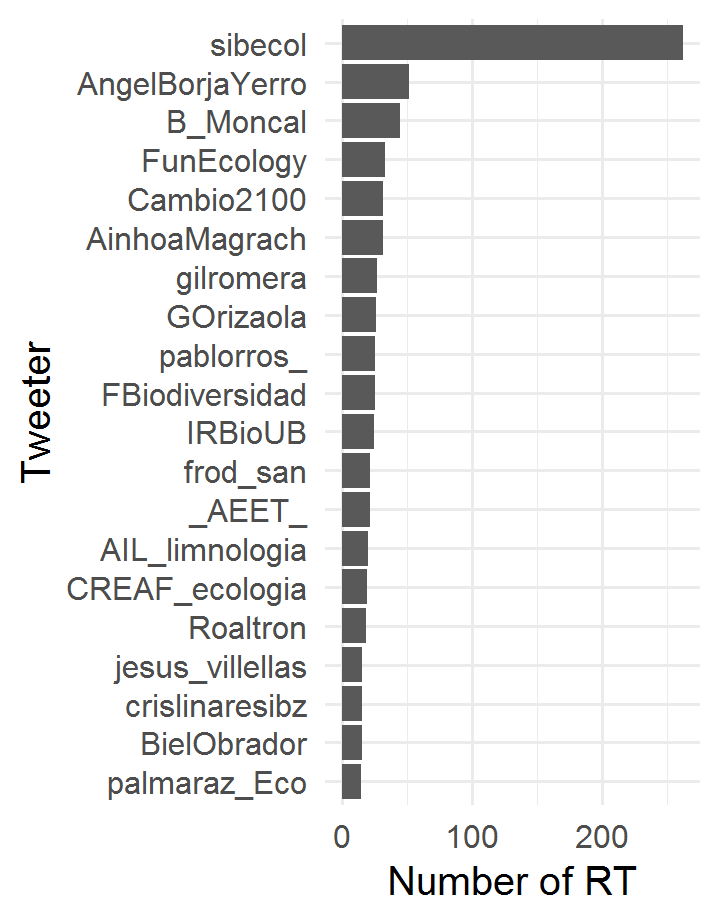 sibecol
AngelBorjaYerro
B_Moncal
FunEcology
Cambio2100
AinhoaMagrach
gilromera
GOrizaola
pablorros_
FBiodiversidad
IRBioUB
frod_san
_AEET_
AIL_limnologia
CREAF_ecologia
Roaltron
jesus_villellas
crislinaresibz
BielObrador
palmaraz_Eco
Tweeter
0 100 200
Number of RT